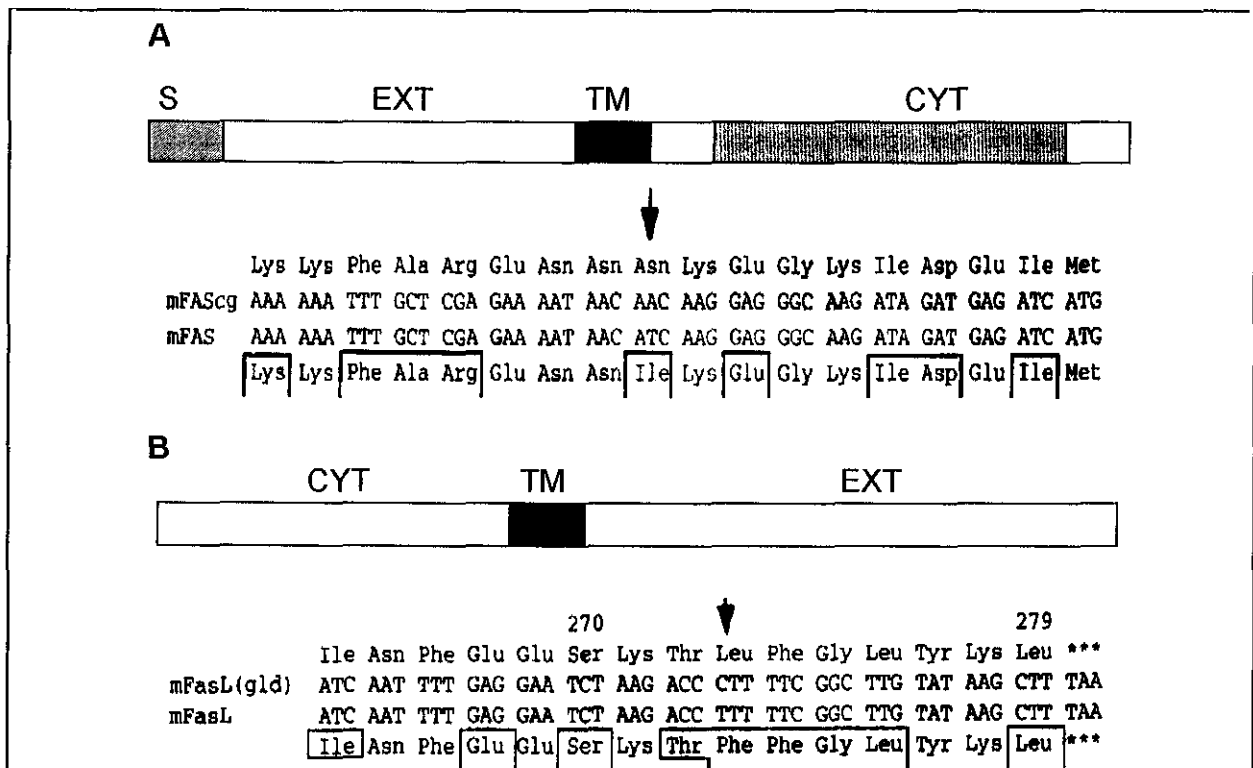 A
S EXT TM CYT
Lys Lys Phe Ala Arg Glu Asn Asn Asn Lys Glu Gly Lys Ile Asp Glu Ile Met
mFAScg AAA AAA TTT GCT CGA GAA AAT AAC AAC AAG GAG GGC AAG ATA GAT GAG ATC ATG
mFAS AAA AAA TTT GCT CGA GAA AAT AAC ATC AAG GAG GGC AAG ATA GAT GAG ATC ATG
Lys Lys Phe Ala Arg Glu Asn Asn Ile Lys Glu Gly Lys Ile Asp Glu Ile Met
B
CYT TM EXT
270 279
Ile Asn Phe Glu Glu Ser Lys Thr Leu Phe Gly Leu Tyr Lys Leu ***
mFasL(gld) ATC AAT TTT GAG GAA TCT AAG ACC CTT TTC GGC TTG TAT AAG CTT TAA
mFasL ATC AAT TTT GAG GAA TCT AAG ACC TTT TTC GGC TTG TAT AAG CTT TAA
Ile Asn Phe Glu Glu Ser Lys Thr Phe Phe Gly Leu Tyr Lys Leu ***